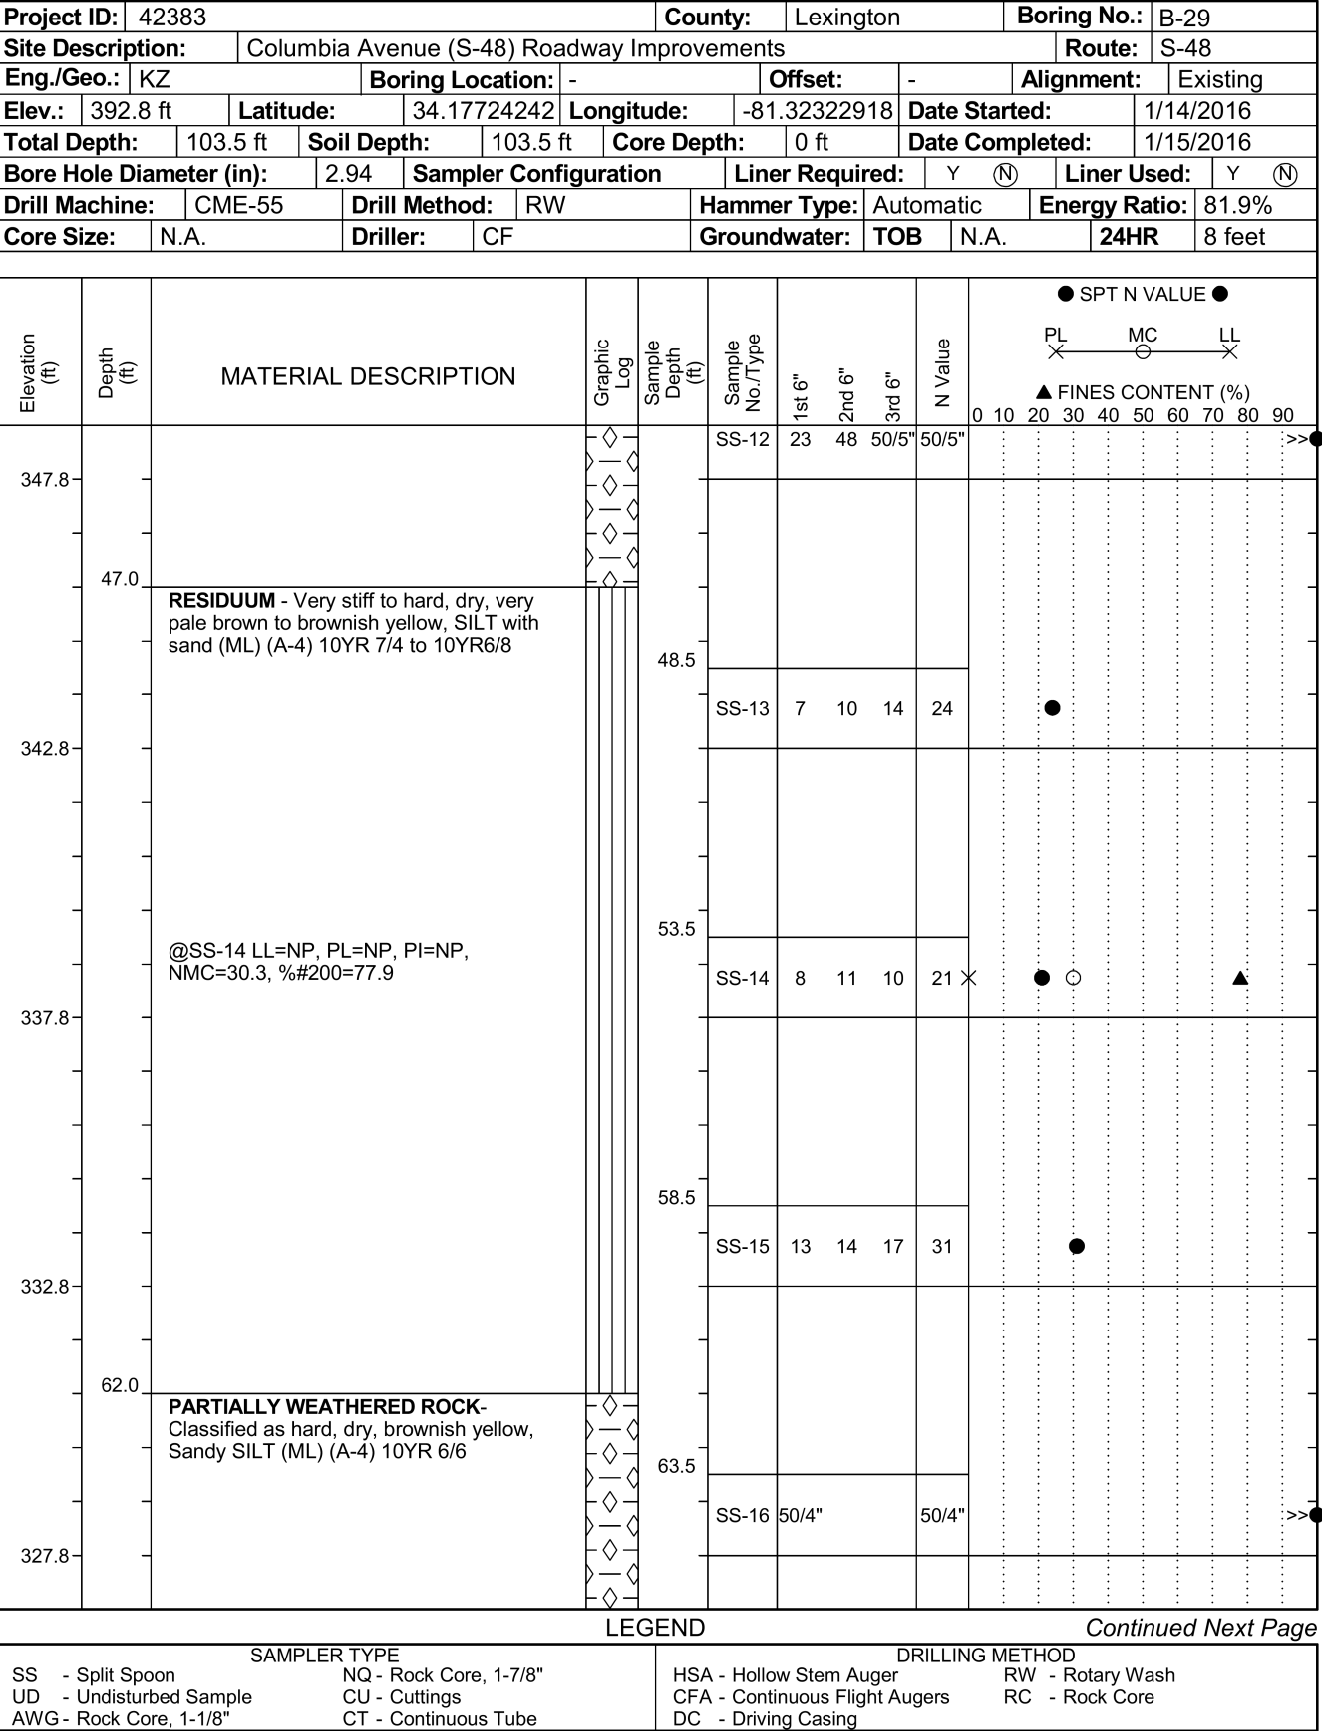 Project ID: 42383 County: Lexington Boring No.: B-29
Site Description: Columbia Avenue (S-48) Roadway Improvements Route: S-48
Eng./Geo.: KZ Boring Location: - Offset: - Alignment: Existing
Elev.: 392.8 ft Latitude: 34.17724242 Longitude: -81.32322918 Date Started: 1/14/2016
Total Depth: 103.5 ft Soil Depth: 103.5 ft Core Depth: 0 ft Date Completed: 1/15/2016
Bore Hole Diameter (in): 2.94 Sampler Configuration Liner Required: Y N Liner Used: Y N
Drill Machine: CME-55 Drill Method: RW Hammer Type: Automatic Energy Ratio: 81.9%
Core Size: N.A. Driller: CF Groundwater: TOB N.A. 24HR 8 feet
Elevation (ft) Depth (ft) MATERIAL DESCRIPTION Graphic Log Sample Depth (ft) Sample No./Type 1st 6" 2nd 6" 3rd 6" N Value
● SPT N VALUE ●
PL MC LL
▲ FINES CONTENT (%)
0 10 20 30 40 50 60 70 80 90
SS-12 23 48 50/5" 50/5" >>
347.8
47.0
RESIDUUM - Very stiff to hard, dry, very
pale brown to brownish yellow, SILT with
sand (ML) (A-4) 10YR 7/4 to 10YR6/8
48.5
SS-13 7 10 14 24
342.8
53.5
@SS-14 LL=NP, PL=NP, PI=NP,
NMC=30.3, %#200=77.9
SS-14 8 11 10 21
337.8
58.5
SS-15 13 14 17 31
332.8
62.0
PARTIALLY WEATHERED ROCK-
Classified as hard, dry, brownish yellow,
Sandy SILT (ML) (A-4) 10YR 6/6
63.5
SS-16 50/4" 50/4" >>
327.8
LEGEND Continued Next Page
SAMPLER TYPE DRILLING METHOD
SS - Split Spoon NQ - Rock Core, 1-7/8" HSA - Hollow Stem Auger RW - Rotary Wash
UD - Undisturbed Sample CU - Cuttings CFA - Continuous Flight Augers RC - Rock Core
AWG - Rock Core, 1-1/8" CT - Continuous Tube DC - Driving Casing